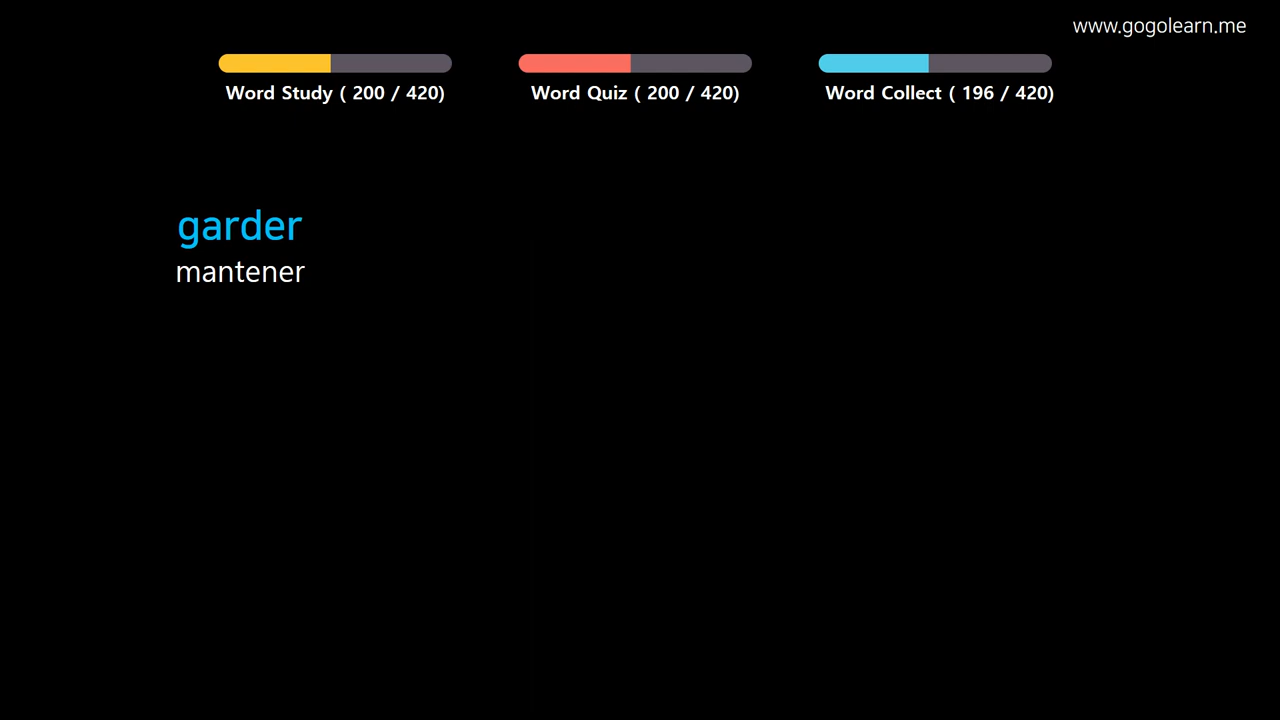 www.gogolearn.me
Word Study ( 200 / 420)
Word Quiz ( 200 / 420)
Word Collect ( 196 / 420)
garder
mantener